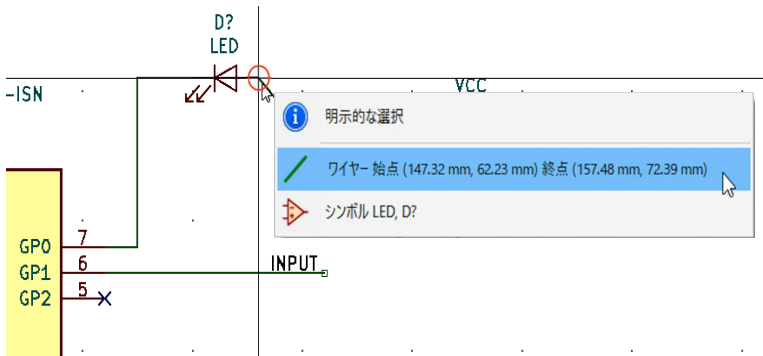 D?
LED
-ISN
VCC
明示的な選択
ワイヤー 始点 (147.32 mm, 62.23 mm) 終点 (157.48 mm, 72.39 mm)
シンボル LED, D?
GP0 7
GP1 6 INPUT
GP2 5